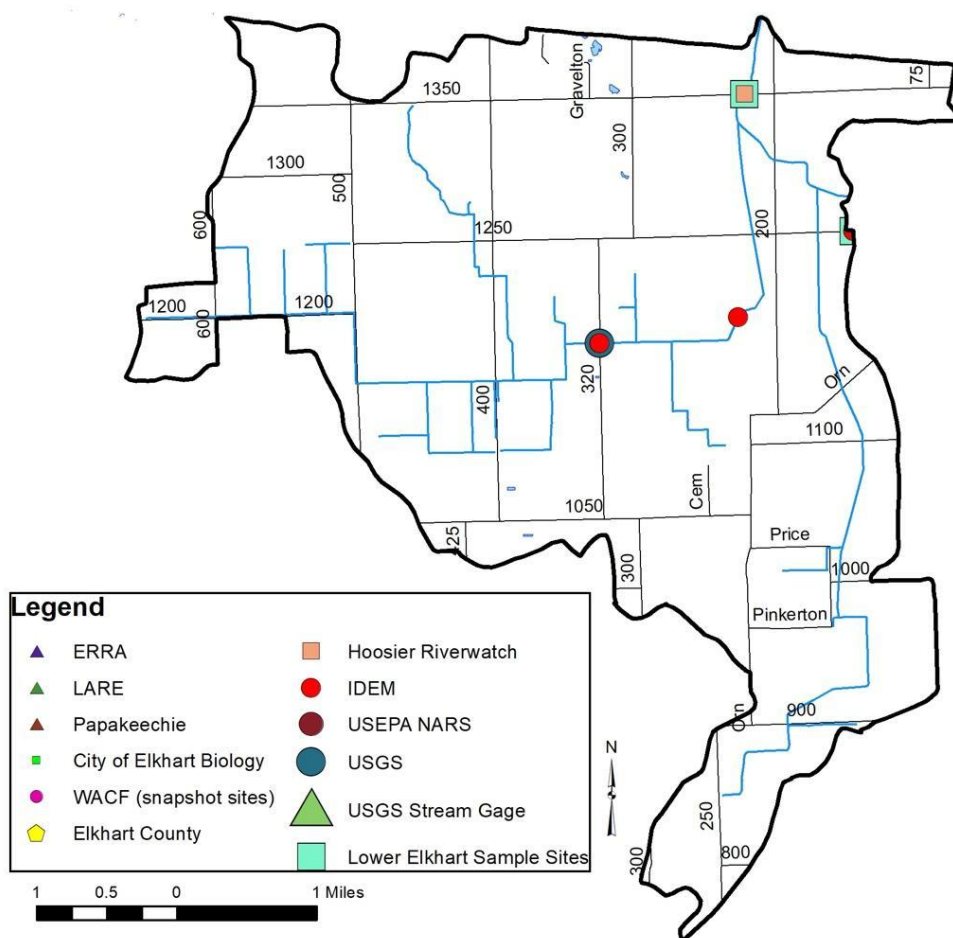 Gravelton
75
1350
300
1300
500
600
200
1250
1200
600
1200
320
Orn
400
1100
Cem
1050
Price
300
1000
Pinkerton
Orn
900
250
300
800
Legend
ERRA
LARE
Papakeechie
City of Elkhart Biology
WACF (snapshot sites)
Elkhart County
Hoosier Riverwatch
IDEM
USEPA NARS
USGS
USGS Stream Gage
Lower Elkhart Sample Sites
N
1 0.5 0 1 Miles